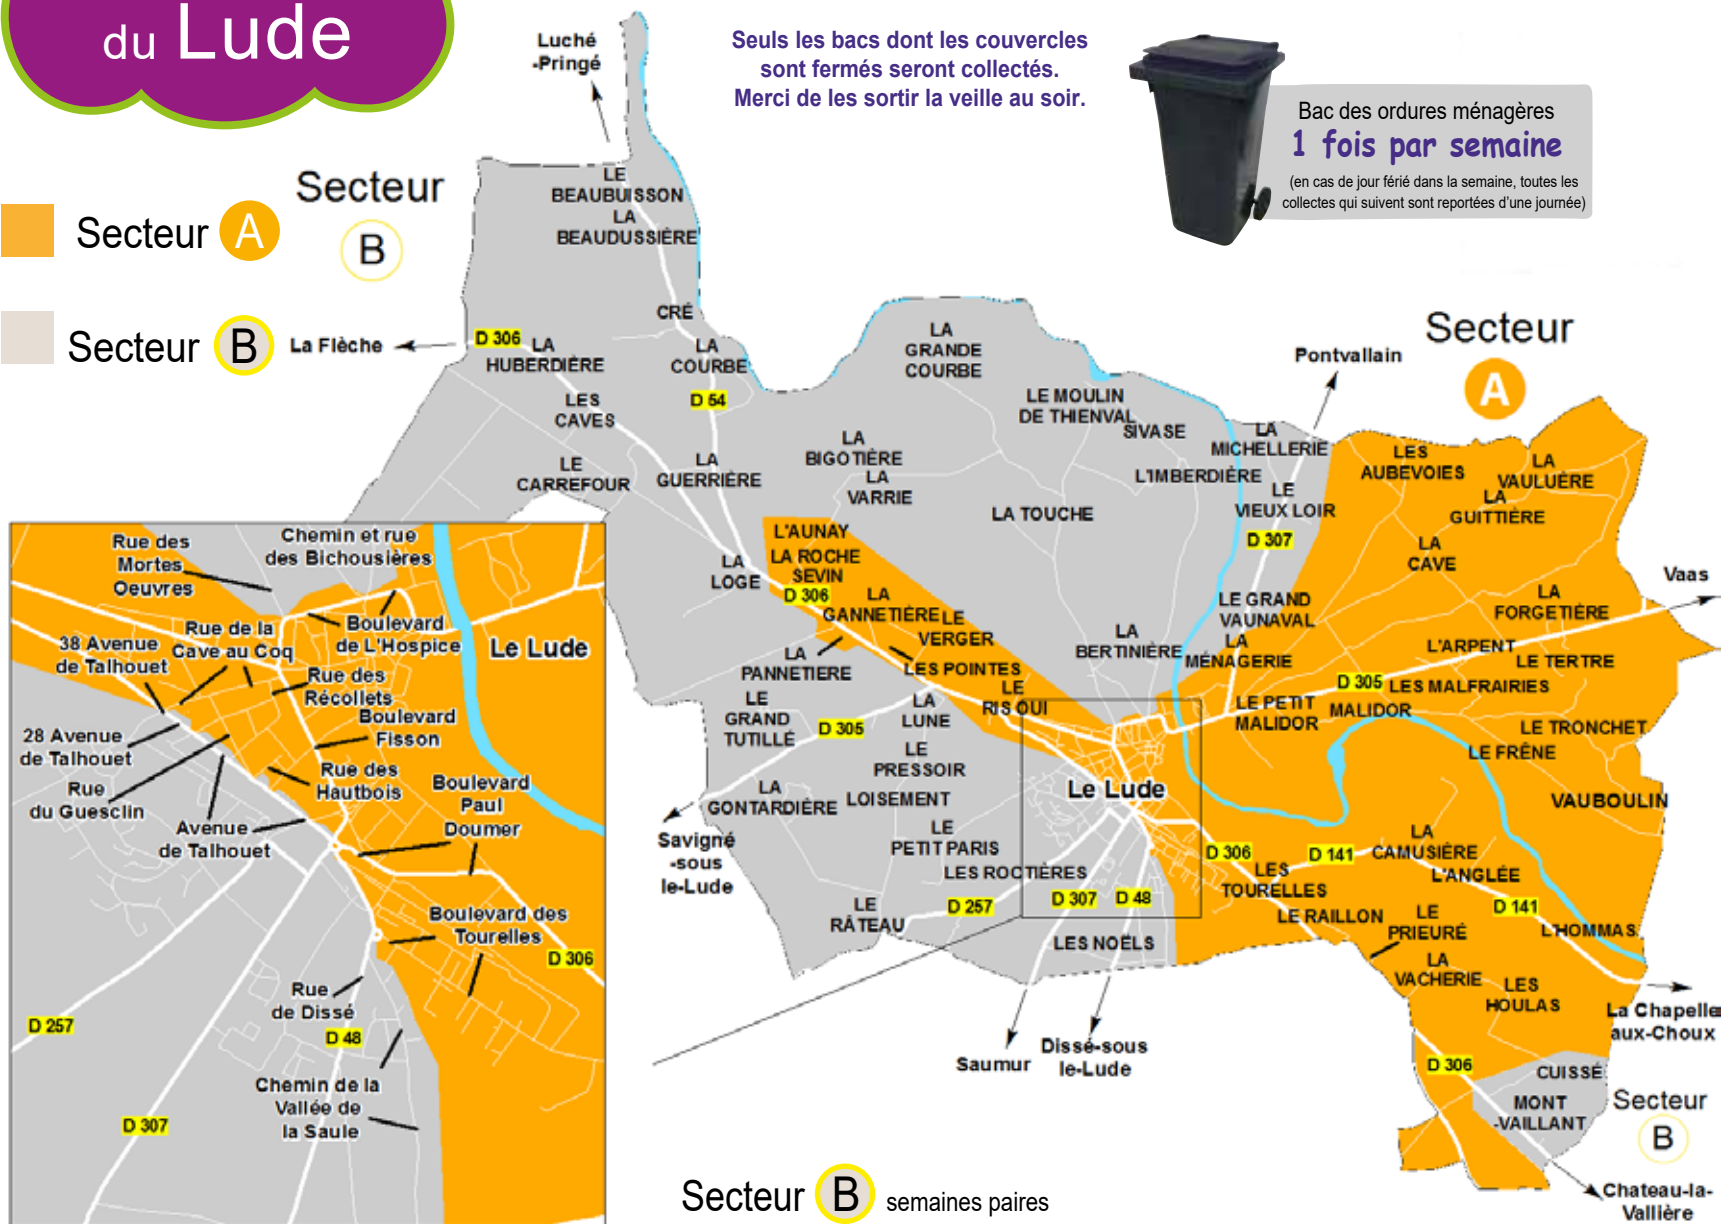 du Lude
Seuls les bacs dont les couvercles
sont fermés seront collectés.
Merci de les sortir la veille au soir.
Bac des ordures ménagères
1 fois par semaine
(en cas de jour férié dans la semaine, toutes les
collectes qui suivent sont reportées d'une journée)
Secteur A
Secteur B
Secteur
B
Secteur
A
Luché
-Pringé
LE
BEAUBUISSON
LA
BEAUDUSSIÈRE
CRÉ
La Flèche
D 306
LA
HUBERDIÈRE
LA
COURBE
D 54
LES
CAVES
LE
CARREFOUR
LA
GUERRIÈRE
LA
GRANDE
COURBE
LE MOULIN
DE THIENVAL
SIVASE
LA
BIGOTIÈRE
LA
VARRIE
L'IMBERDIÈRE
LA
MICHELLERIE
Pontvallain
LE
VIEUX LOIR
D 307
LA TOUCHE
LES
AUBEVOIES
LA
VAULUÈRE
LA
GUITTIÈRE
LA
CAVE
Vaas
LA
FORGETIÈRE
L'ARPENT
LE TERTRE
D 305
LES MALFRAIRIES
LE PETIT
MALIDOR
MALIDOR
LE TRONCHET
LE FRÊNE
VAUBOULIN
L'AUNAY
LA ROCHE
SEVIN
D 306
LA
LOGE
LA
GANNETIÈRE
LE
VERGER
LA
PANNETIERE
LES POINTES
LE
RISOUI
LE GRAND
VAUNAVAL
LA
BERTINIÈRE
LA
MÉNAGERIE
LE
GRAND
TUTILLÉ
D 305
LA
LUNE
LE
PRESSOIR
LA
GONTARDIÈRE
LOISEMENT
LE
PETIT PARIS
LES ROCTIÈRES
Savigné
-sous
le-Lude
LE
RÂTEAU
D 257
D 307
D 48
LES NOËLS
Le Lude
D 306
LES
TOURELLES
D 141
LA
CAMUSIÈRE
L'ANGLÉE
D 141
LE RAILLON
LE
PRIEURÉ
L'HOMMAS
LA
VACHERIE
LES
HOULAS
La Chapelle
aux-Choux
Saumur
Dissé-sous
le-Lude
D 306
CUISSÉ
MONT
-VAILLANT
Secteur
B
Chateau-la-
Vallière
Rue des
Mortes
Oeuvres
Chemin et rue
des Bichousières
38 Avenue
de Talhouet
Rue de la
Cave au Coq
Boulevard
de L'Hospice
Le Lude
Rue des
Récollets
Boulevard
Fisson
28 Avenue
de Talhouet
Rue
du Guesclin
Rue des
Hautbois
Avenue
de Talhouet
Boulevard
Paul
Doumer
Boulevard des
Tourelles
D 306
Rue
de Dissé
D 257
D 48
Chemin de la
Vallée de
la Saule
D 307
Secteur B semaines paires